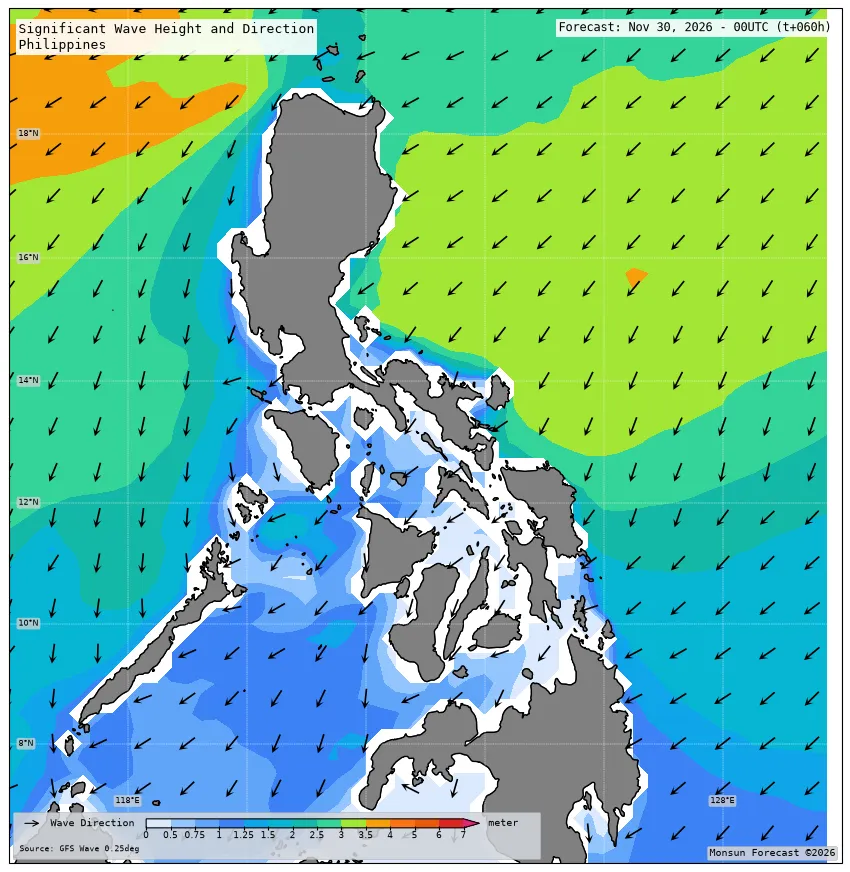 Significant Wave Height and Direction
Philippines
Forecast: Nov 30, 2026 - 00UTC (t+060h)
18°N
16°N
14°N
12°N
10°N
8°N
118°E
128°E
Wave Direction
0 0.5 0.75 1 1.25 1.5 2 2.5 3 3.5 4 5 6 7
meter
Source: GFS Wave 0.25deg
Monsun Forecast ©2026